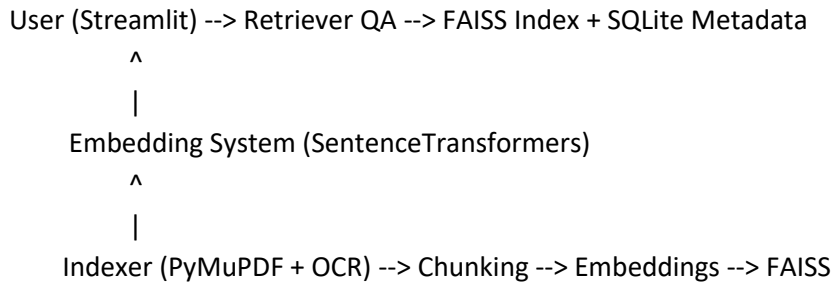 User (Streamlit) --> Retriever QA --> FAISS Index + SQLite Metadata
^
|
Embedding System (SentenceTransformers)
^
|
Indexer (PyMuPDF + OCR) --> Chunking --> Embeddings --> FAISS